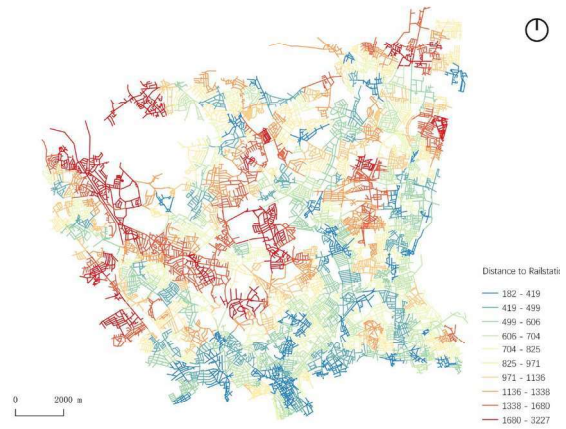 Distance to Railstatic
182 - 419
419 - 499
499 - 606
606 - 704
704 - 825
825 - 971
971 - 1136
1136 - 1338
1338 - 1680
1680 - 3227
0 2000 m